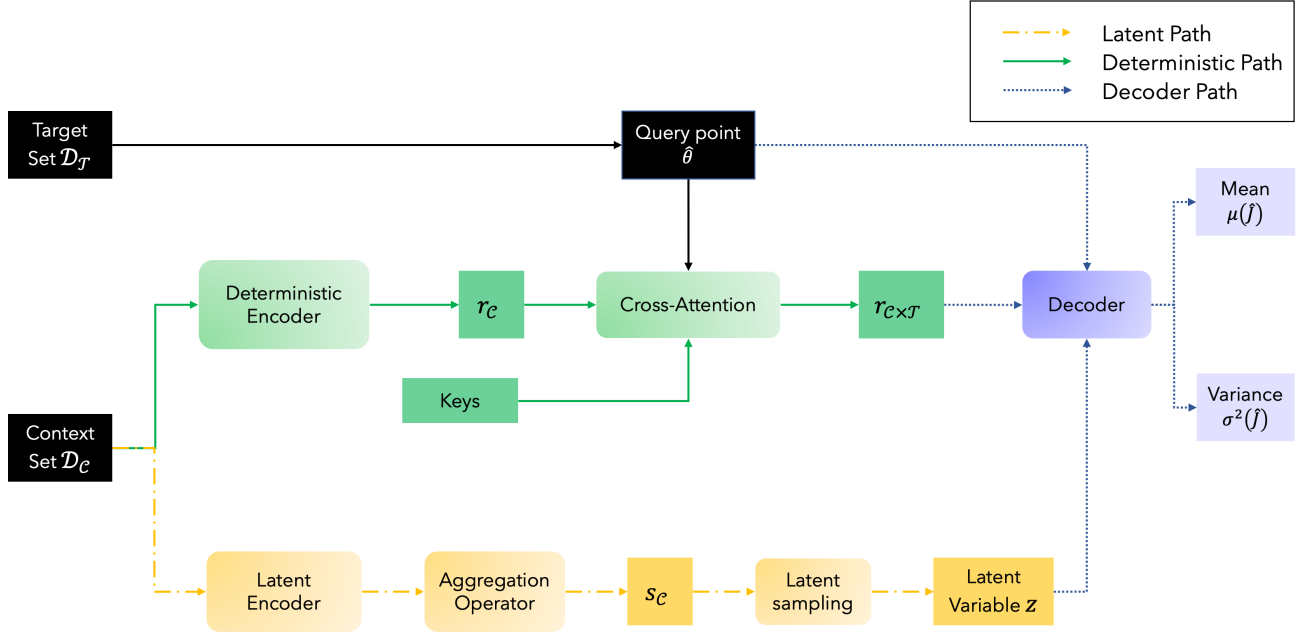 Latent Path
Deterministic Path
Decoder Path
Target
Set 𝒟_𝒯
Query point
θ̂
Mean
μ(Ĵ)
Deterministic
Encoder
r_𝒞
Cross-Attention
r_𝒞×𝒯
Decoder
Keys
Variance
σ²(Ĵ)
Context
Set 𝒟_𝒞
Latent
Encoder
Aggregation
Operator
s_𝒞
Latent
sampling
Latent
Variable z